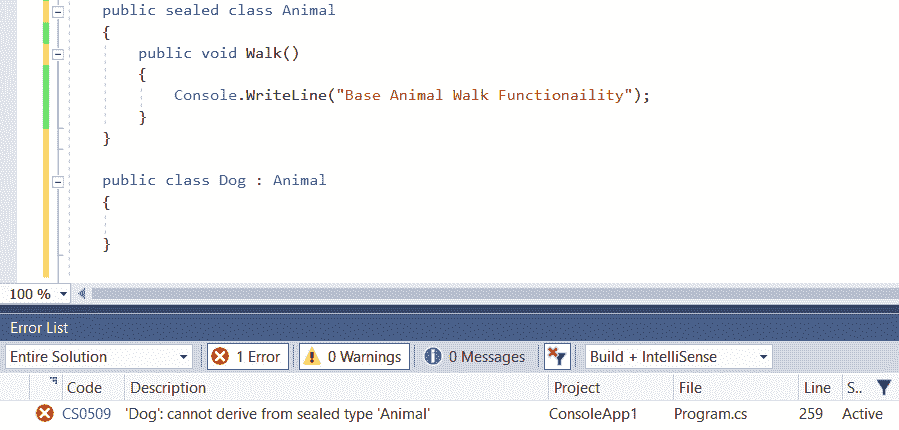 public sealed class Animal
{
public void Walk()
{
Console.WriteLine("Base Animal Walk Functionaility");
}
}
public class Dog : Animal
{
}
100 %
Error List
Entire Solution 1 Error 0 Warnings 0 Messages Build + IntelliSense
Code Description Project File Line S..
CS0509 'Dog': cannot derive from sealed type 'Animal' ConsoleApp1 Program.cs 259 Active